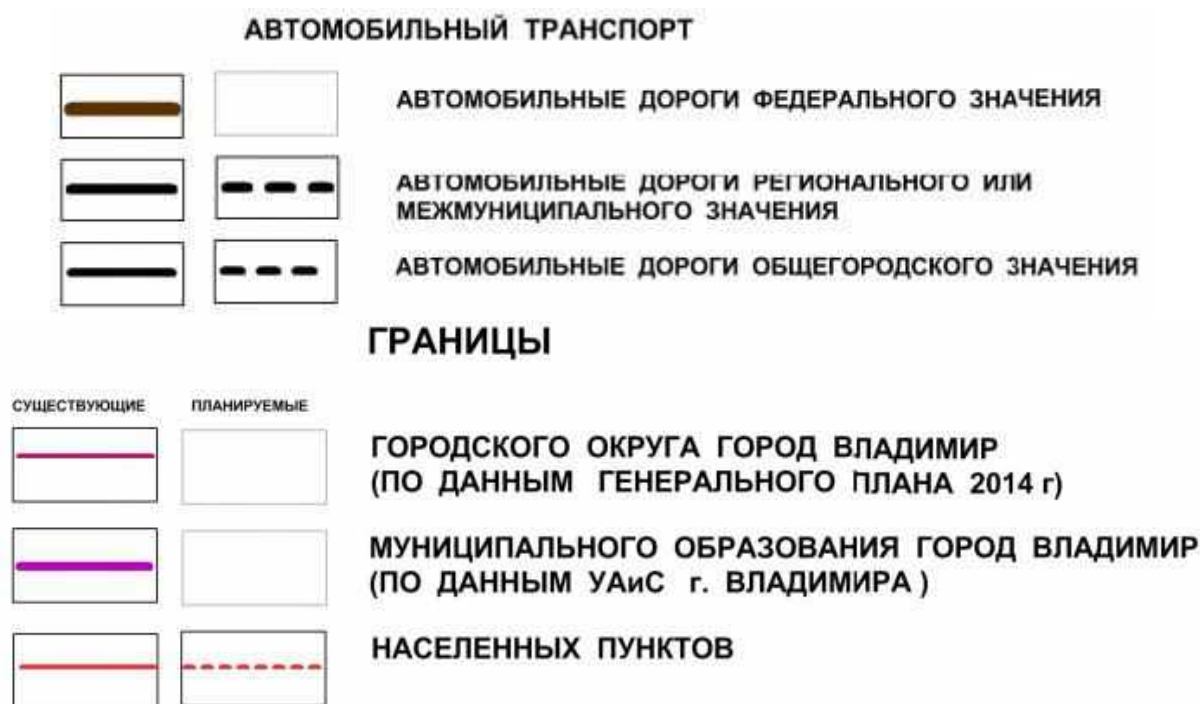 АВТОМОБИЛЬНЫЙ ТРАНСПОРТ
АВТОМОБИЛЬНЫЕ ДОРОГИ ФЕДЕРАЛЬНОГО ЗНАЧЕНИЯ
АВТОМОБИЛЬНЫЕ ДОРОГИ РЕГИОНАЛЬНОГО ИЛИ
МЕЖМУНИЦИПАЛЬНОГО ЗНАЧЕНИЯ
АВТОМОБИЛЬНЫЕ ДОРОГИ ОБЩЕГОРОДСКОГО ЗНАЧЕНИЯ
ГРАНИЦЫ
СУЩЕСТВУЮЩИЕ ПЛАНИРУЕМЫЕ
ГОРОДСКОГО ОКРУГА ГОРОД ВЛАДИМИР
(ПО ДАННЫМ ГЕНЕРАЛЬНОГО ПЛАНА 2014 г)
МУНИЦИПАЛЬНОГО ОБРАЗОВАНИЯ ГОРОД ВЛАДИМИР
(ПО ДАННЫМ УАиС г. ВЛАДИМИРА )
НАСЕЛЕННЫХ ПУНКТОВ